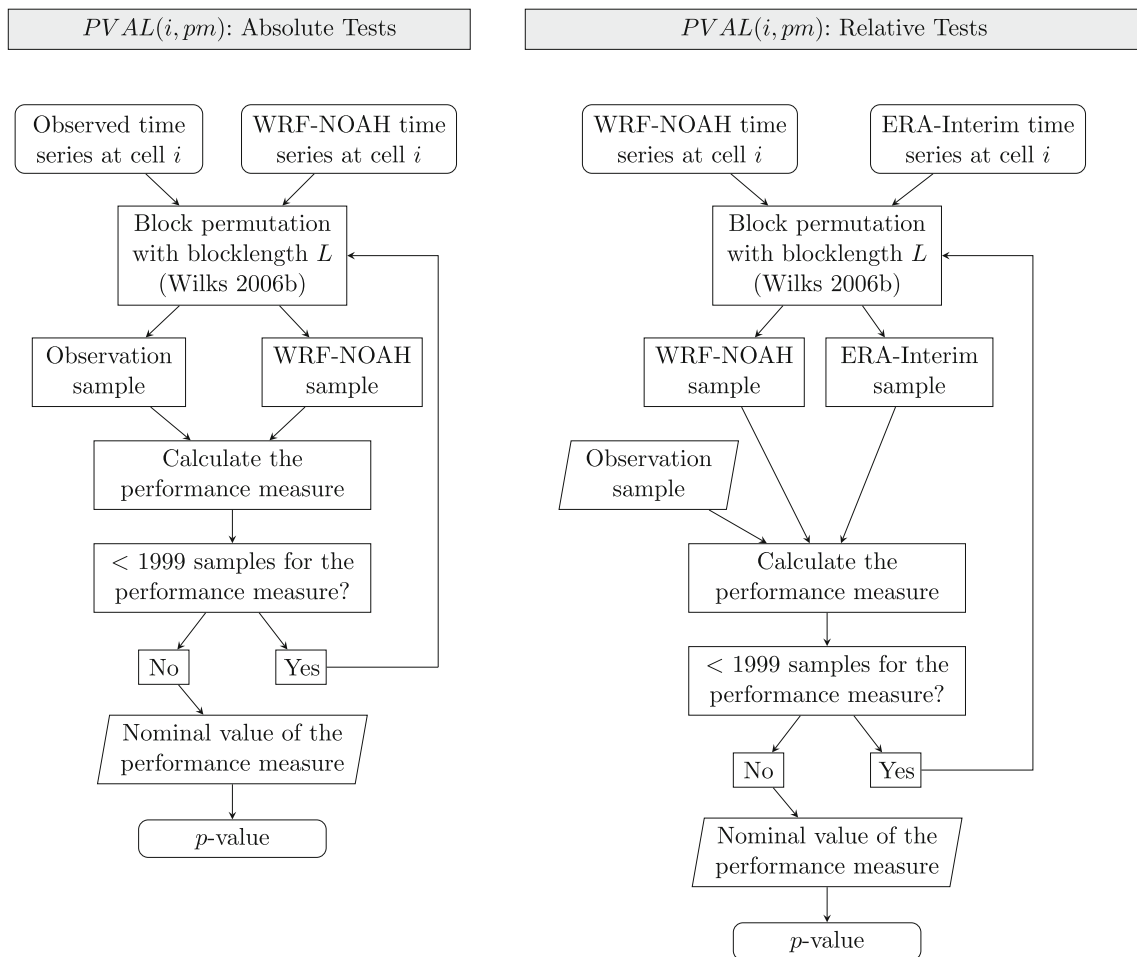 PVAL(i, pm): Absolute Tests
Observed time
series at cell i
WRF-NOAH time
series at cell i
Block permutation
with blocklength L
(Wilks 2006b)
Observation
sample
WRF-NOAH
sample
Calculate the
performance measure
< 1999 samples for the
performance measure?
No
Yes
Nominal value of the
performance measure
p-value
PVAL(i, pm): Relative Tests
WRF-NOAH time
series at cell i
ERA-Interim time
series at cell i
Block permutation
with blocklength L
(Wilks 2006b)
WRF-NOAH
sample
ERA-Interim
sample
Observation
sample
Calculate the
performance measure
< 1999 samples for the
performance measure?
No
Yes
Nominal value of the
performance measure
p-value